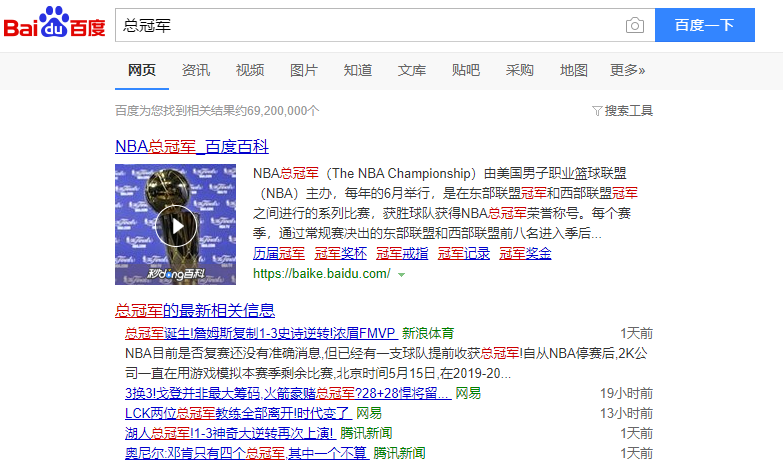 Bai du 百度 总冠军 百度一下
网页 资讯 视频 图片 知道 文库 贴吧 采购 地图 更多»
百度为您找到相关结果约69,200,000个 搜索工具
NBA总冠军_百度百科
NBA总冠军（The NBA Championship）由美国男子职业篮球联盟
（NBA）主办，每年的6月举行，是在东部联盟冠军和西部联盟冠军
之间进行的系列比赛，获胜球队获得NBA总冠军荣誉称号。每个赛
季，通过常规赛决出的东部联盟和西部联盟前八名进入季后...
历届冠军 冠军奖杯 冠军戒指 冠军记录 冠军奖金
秒dong百科
https://baike.baidu.com/
总冠军的最新相关信息
总冠军诞生!詹姆斯复制1-3史诗逆转!浓眉FMVP 新浪体育 1天前
NBA目前是否复赛还没有准确消息,但已经有一支球队提前收获总冠军!自从NBA停赛后,2K公
司一直在用游戏模拟本赛季剩余比赛,北京时间5月15日,在2019-20...
3换3!戈登并非最大筹码,火箭豪赌总冠军?28+28悍将留... 网易 19小时前
LCK两位总冠军教练全部离开!时代变了 网易 13小时前
湖人总冠军!1-3神奇大逆转再次上演! 腾讯新闻 1天前
奥尼尔:邓肯只有四个总冠军,其中一个不算 腾讯新闻 1天前